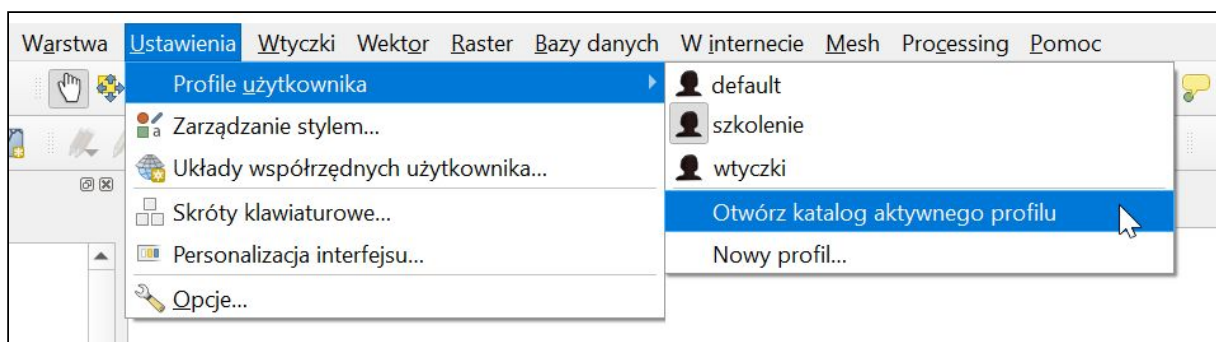 Warstwa Ustawienia Wtyczki Wektor Raster Bazy danych W internecie Mesh Processing Pomoc
Profile użytkownika
Zarządzanie stylem...
Układy współrzędnych użytkownika...
Skróty klawiaturowe...
Personalizacja interfejsu...
Opcje...
default
szkolenie
wtyczki
Otwórz katalog aktywnego profilu
Nowy profil...